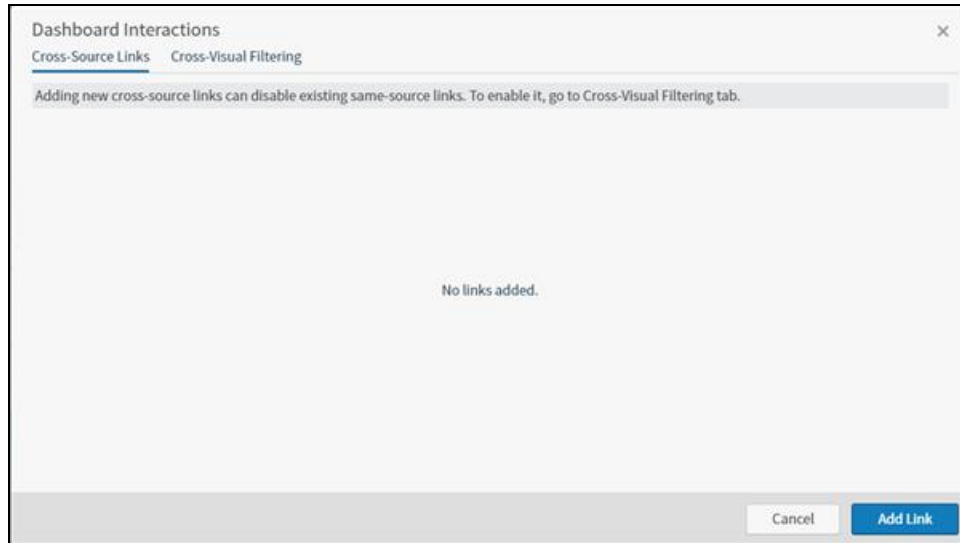 Dashboard Interactions
Cross-Source Links Cross-Visual Filtering
Adding new cross-source links can disable existing same-source links. To enable it, go to Cross-Visual Filtering tab.
No links added.
Cancel Add Link